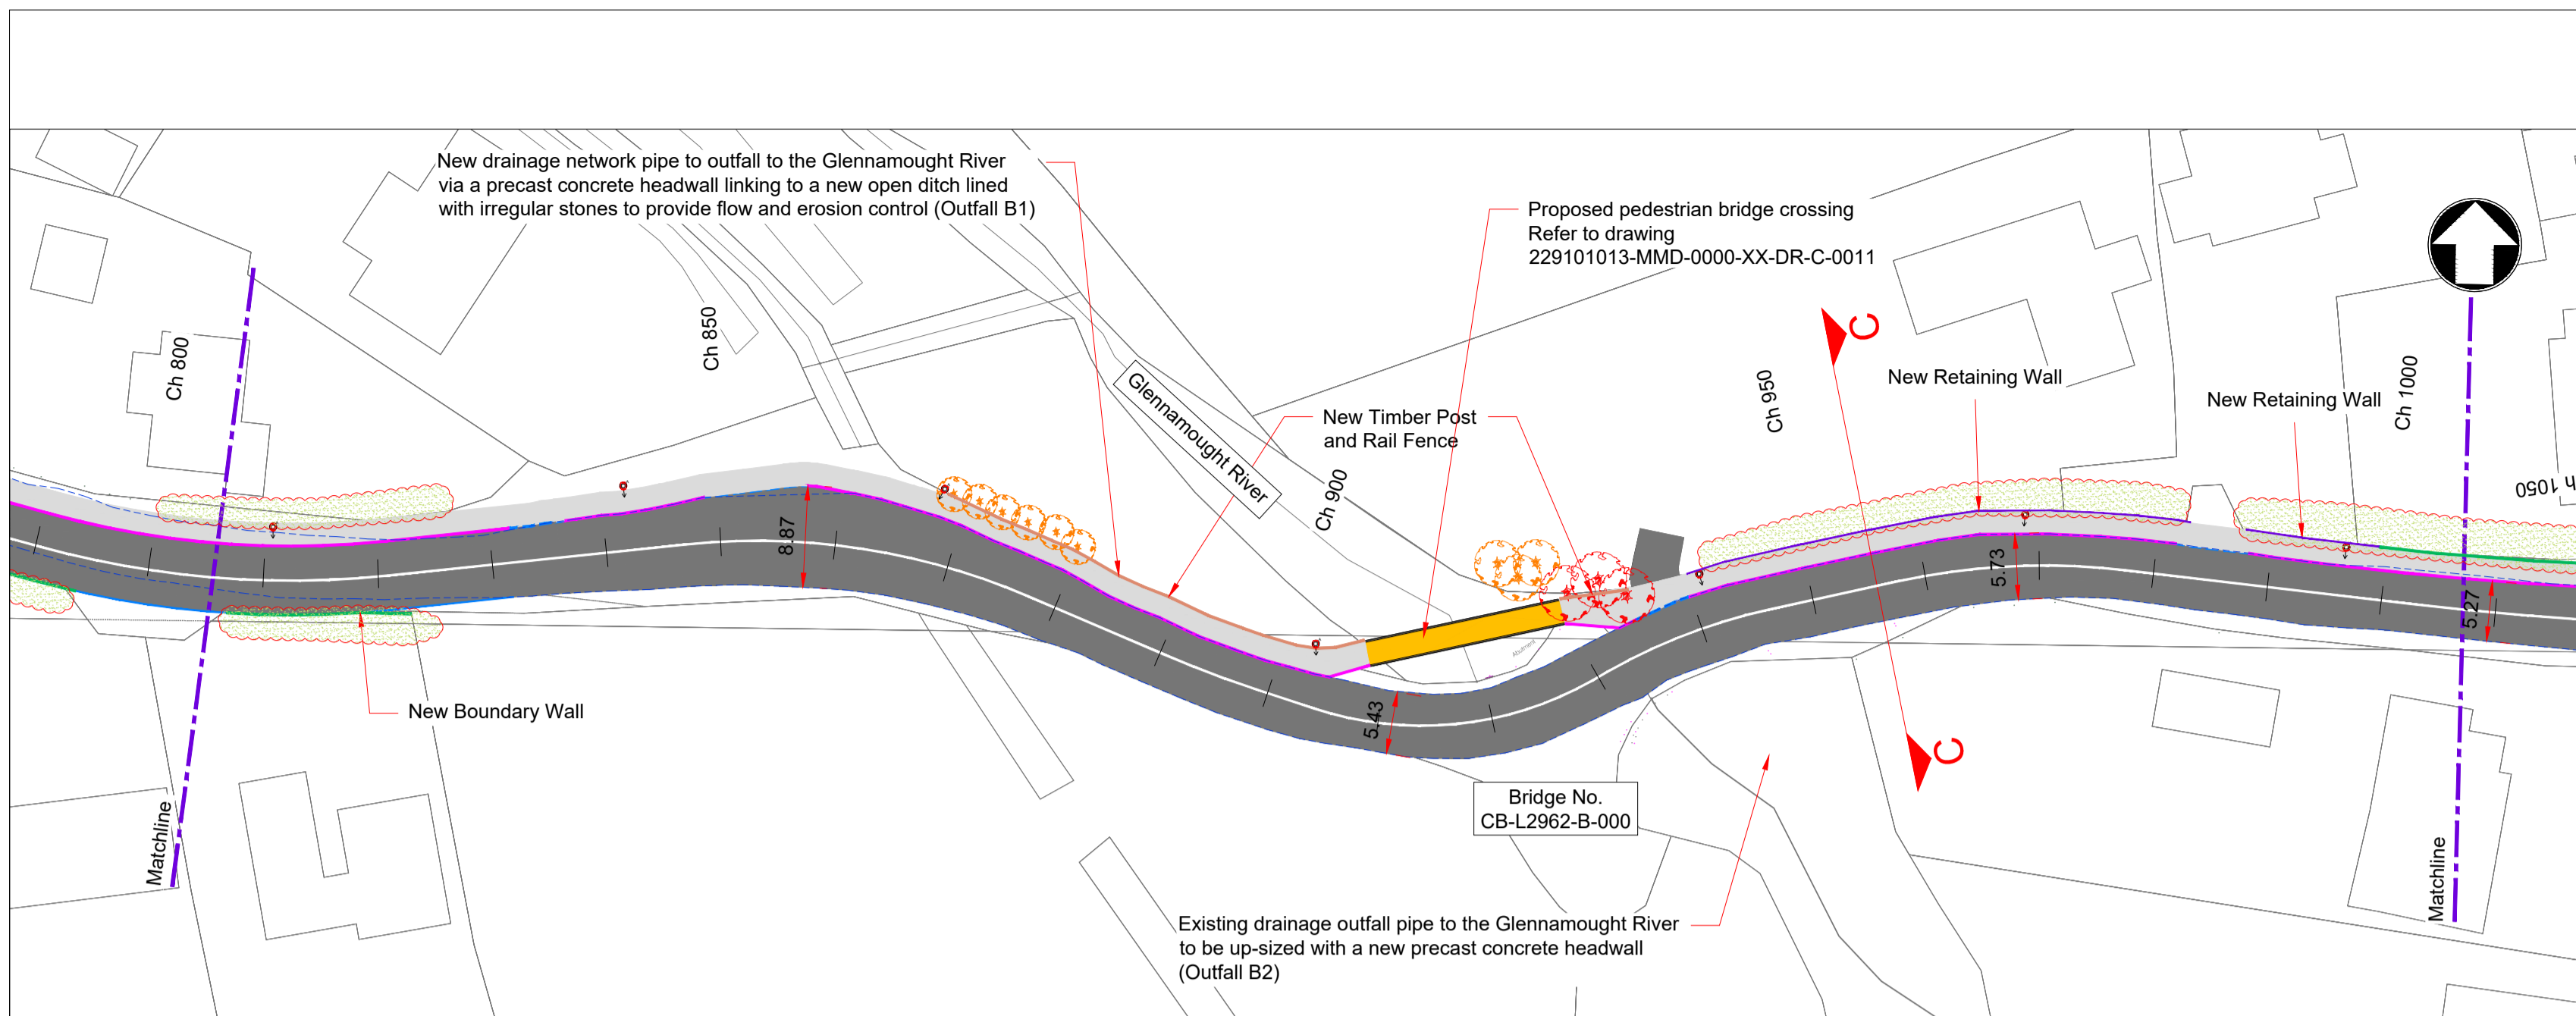 New drainage network pipe to outfall to the Glennamought River
via a precast concrete headwall linking to a new open ditch lined
with irregular stones to provide flow and erosion control (Outfall B1)
Proposed pedestrian bridge crossing
Refer to drawing
229101013-MMD-0000-XX-DR-C-0011
Ch 800
Ch 850
Glennamought River
New Timber Post
and Rail Fence
Ch 900
Ch 950
C
New Retaining Wall
New Retaining Wall
Ch 1000
h 1050
8.87
5.73
5.27
Abutment
5.43
New Boundary Wall
C
Bridge No.
CB-L2962-B-000
Matchline
Matchline
Existing drainage outfall pipe to the Glennamought River
to be up-sized with a new precast concrete headwall
(Outfall B2)